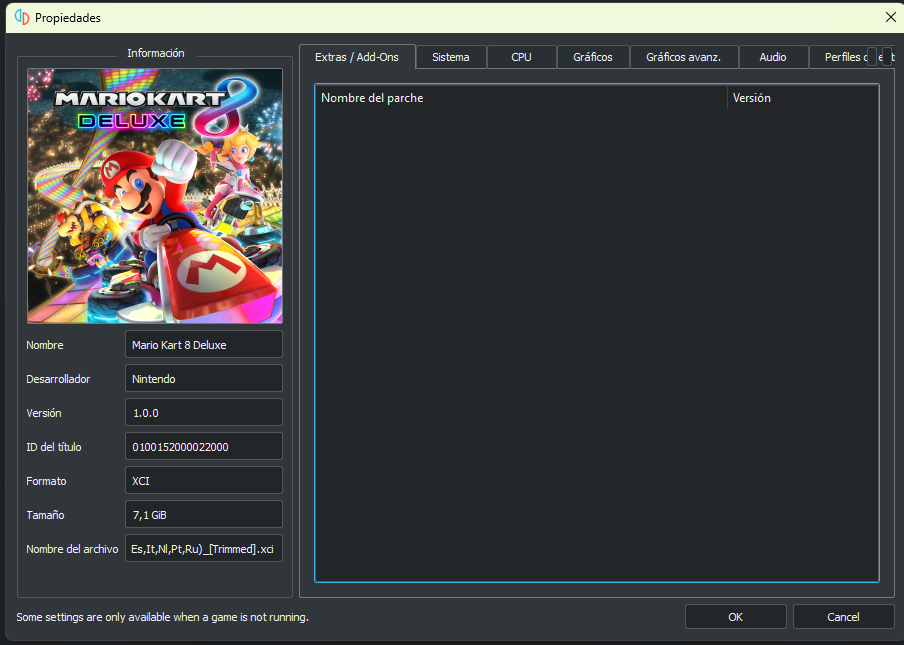 Propiedades
Información
MARIOKART 8
DELUXE
Nombre
Mario Kart 8 Deluxe
Desarrollador
Nintendo
Versión
1.0.0
ID del título
0100152000022000
Formato
XCI
Tamaño
7,1 GiB
Nombre del archivo
Es,It,Nl,Pt,Ru)_[Trimmed].xci
Extras / Add-Ons
Sistema
CPU
Gráficos
Gráficos avanz.
Audio
Perfiles
Nombre del parche
Versión
Some settings are only available when a game is not running.
OK
Cancel